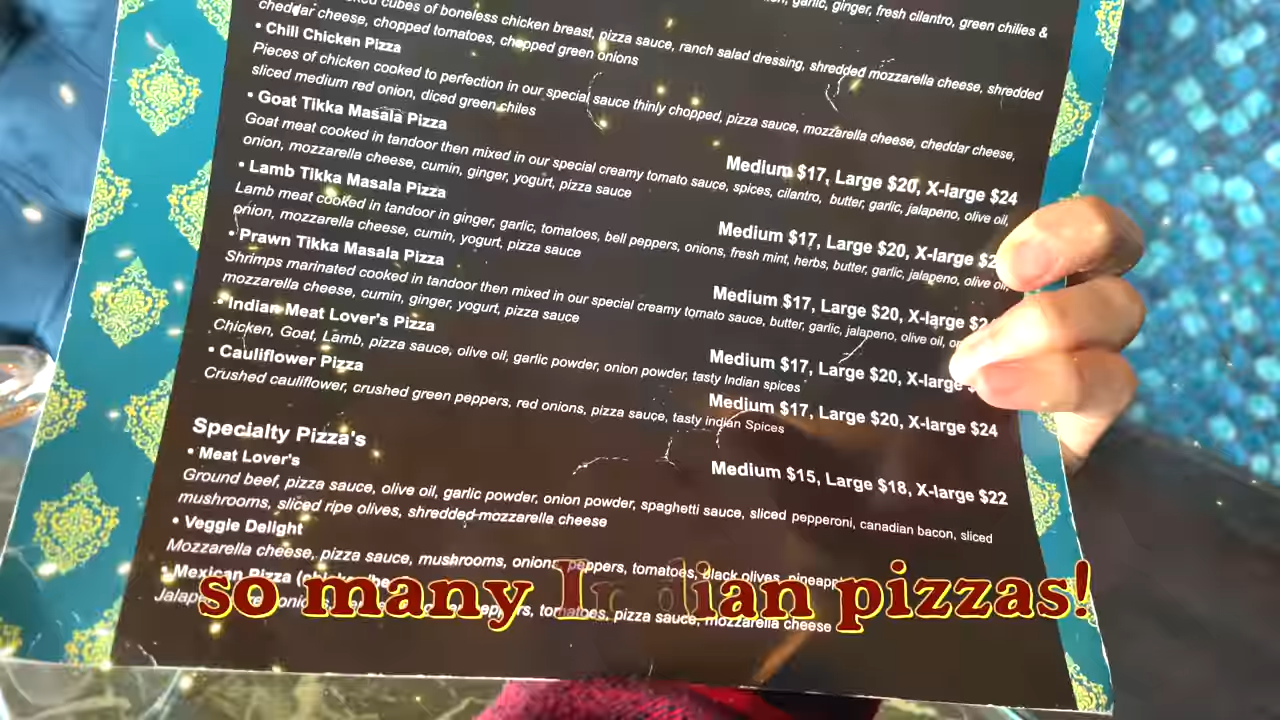 garlic, ginger, fresh cilantro, green chillies &
cubes of boneless chicken breast, pizza sauce, ranch salad dressing, shredded mozzarella cheese, shredded
cheddar cheese, chopped tomatoes, chopped green onions
• Chill Chicken Pizza
Pieces of chicken cooked to perfection in our special sauce thinly chopped, pizza sauce, mozzarella cheese, cheddar cheese,
sliced medium red onion, diced green chiles
Medium $17, Large $20, X-large $24
• Goat Tikka Masala Pizza
Goat meat cooked in tandoor then mixed in our special creamy tomato sauce, spices, cilantro, butter, garlic, jalapeno, olive oil,
onion, mozzarella cheese, cumin, ginger, yogurt, pizza sauce
Medium $17, Large $20, X-large
• Lamb Tikka Masala Pizza
Lamb meat cooked in tandoor in ginger, garlic, tomatoes, bell peppers, onions, fresh mint, herbs, butter, garlic, jalapeno, olive oil,
onion, mozzarella cheese, cumin, yogurt, pizza sauce
Medium $17, Large $20, X-large
• Prawn Tikka Masala Pizza
Shrimps marinated cooked in tandoor then mixed in our special creamy tomato sauce, butter, garlic, jalapeno, olive oil,
mozzarella cheese, cumin, ginger, yogurt, pizza sauce
Medium $17, Large $20, X-large
• Indian Meat Lover's Pizza
Chicken, Goat, Lamb, pizza sauce, olive oil, garlic powder, onion powder, tasty Indian spices
Medium $17, Large $20, X-large $24
• Cauliflower Pizza
Crushed cauliflower, crushed green peppers, red onions, pizza sauce, tasty indian Spices
Medium $15, Large $18, X-large $22
Specialty Pizza's
• Meat Lover's
Ground beef, pizza sauce, olive oil, garlic powder, onion powder, spaghetti sauce, sliced pepperoni, canadian bacon, sliced
mushrooms, sliced ripe olives, shredded mozzarella cheese
• Veggie Delight
Mozzarella cheese, pizza sauce, mushrooms, onions, peppers, tomatoes, black olives,
• Mexican Pizza
tomatoes, pizza sauce, mozzarella cheese
so many Indian pizzas!